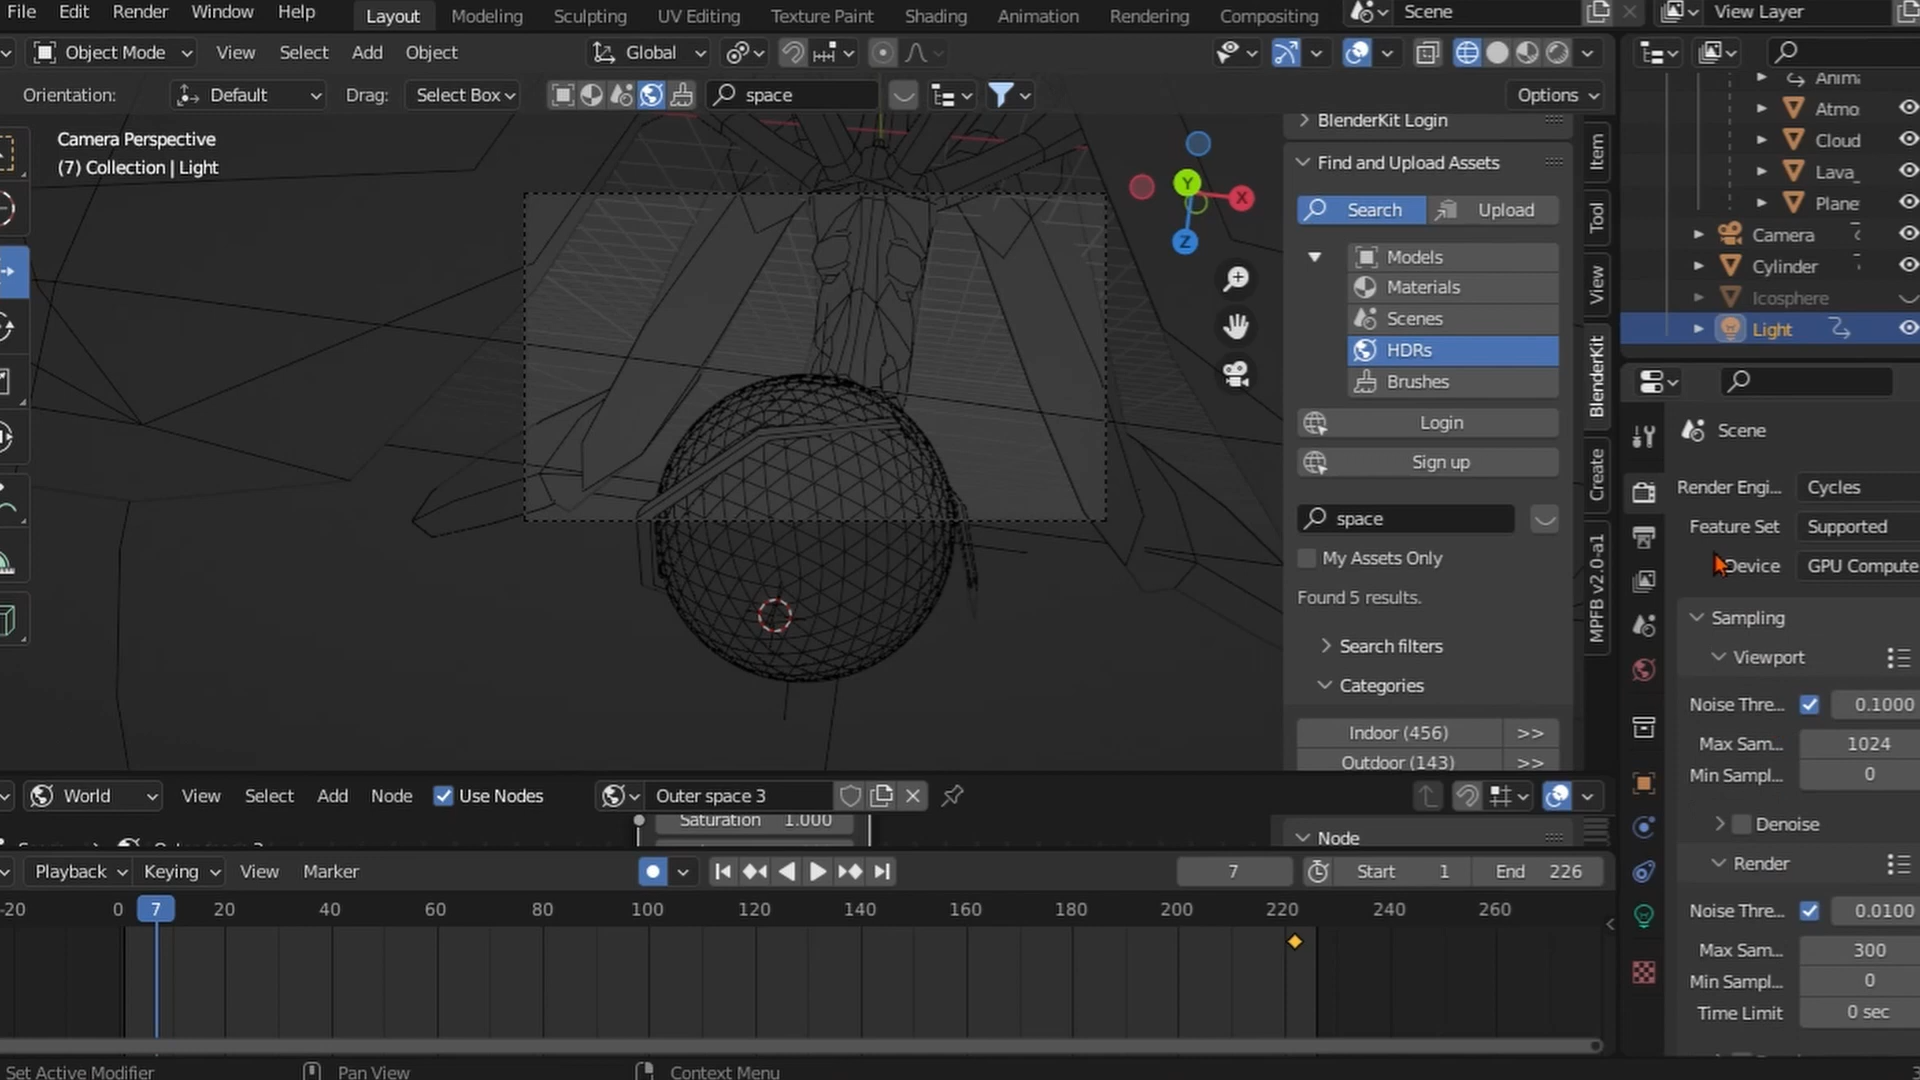 File Edit Render Window Help Layout Modeling Sculpting UV Editing Texture Paint Shading Animation Rendering Compositing Scene View Layer
Object Mode View Select Add Object Global
Orientation: Default Drag: Select Box space Options
Camera Perspective
(7) Collection | Light
Y
X
Z
BlenderKit Login
Find and Upload Assets
Search Upload
Models
Materials
Scenes
HDRs
Brushes
Login
Sign up
space
My Assets Only
Found 5 results.
Search filters
Categories
Indoor (456) >>
Outdoor (143) >>
Item
Tool
View
BlenderKit
Create
MPFB v2.0-a1
Anim
Atmo
Cloud
Lava_
Plane
Camera
Cylinder
Icosphere
Light
Scene
Render Engi... Cycles
Feature Set Supported
Device GPU Compute
Sampling
Viewport
Noise Thre... 0.1000
Max Sam... 1024
Min Sampl... 0
Denoise
Render
Noise Thre... 0.0100
Max Sam... 300
Min Sampl... 0
Time Limit 0 sec
World View Select Add Node Use Nodes Outer space 3
Saturation 1.000
Node
Playback Keying View Marker 7 Start 1 End 226
-20 0 7 20 40 60 80 100 120 140 160 180 200 220 240 260
Set Active Modifier Pan View Context Menu